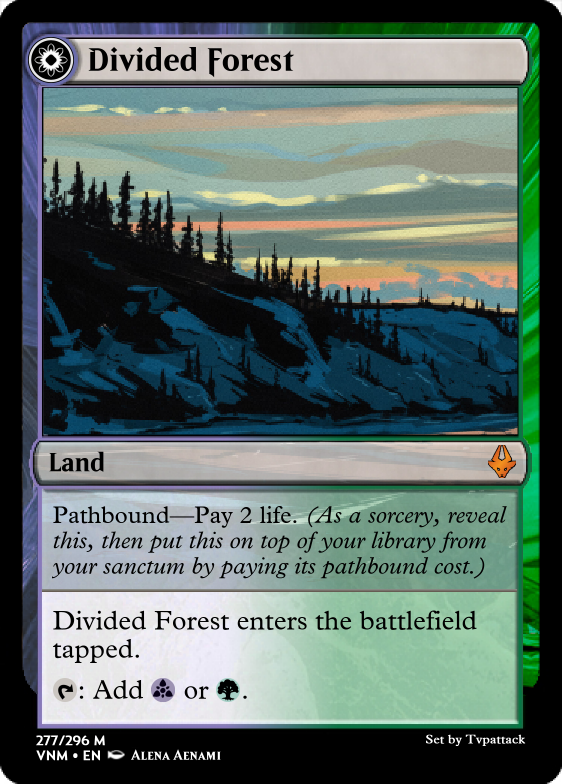 Divided Forest
Land
Pathbound—Pay 2 life. (As a sorcery, reveal
this, then put this on top of your library from
your sanctum by paying its pathbound cost.)
Divided Forest enters the battlefield
tapped.
: Add or .
277/296 M
VNM • EN Alena Aenami
Set by Tvpattack